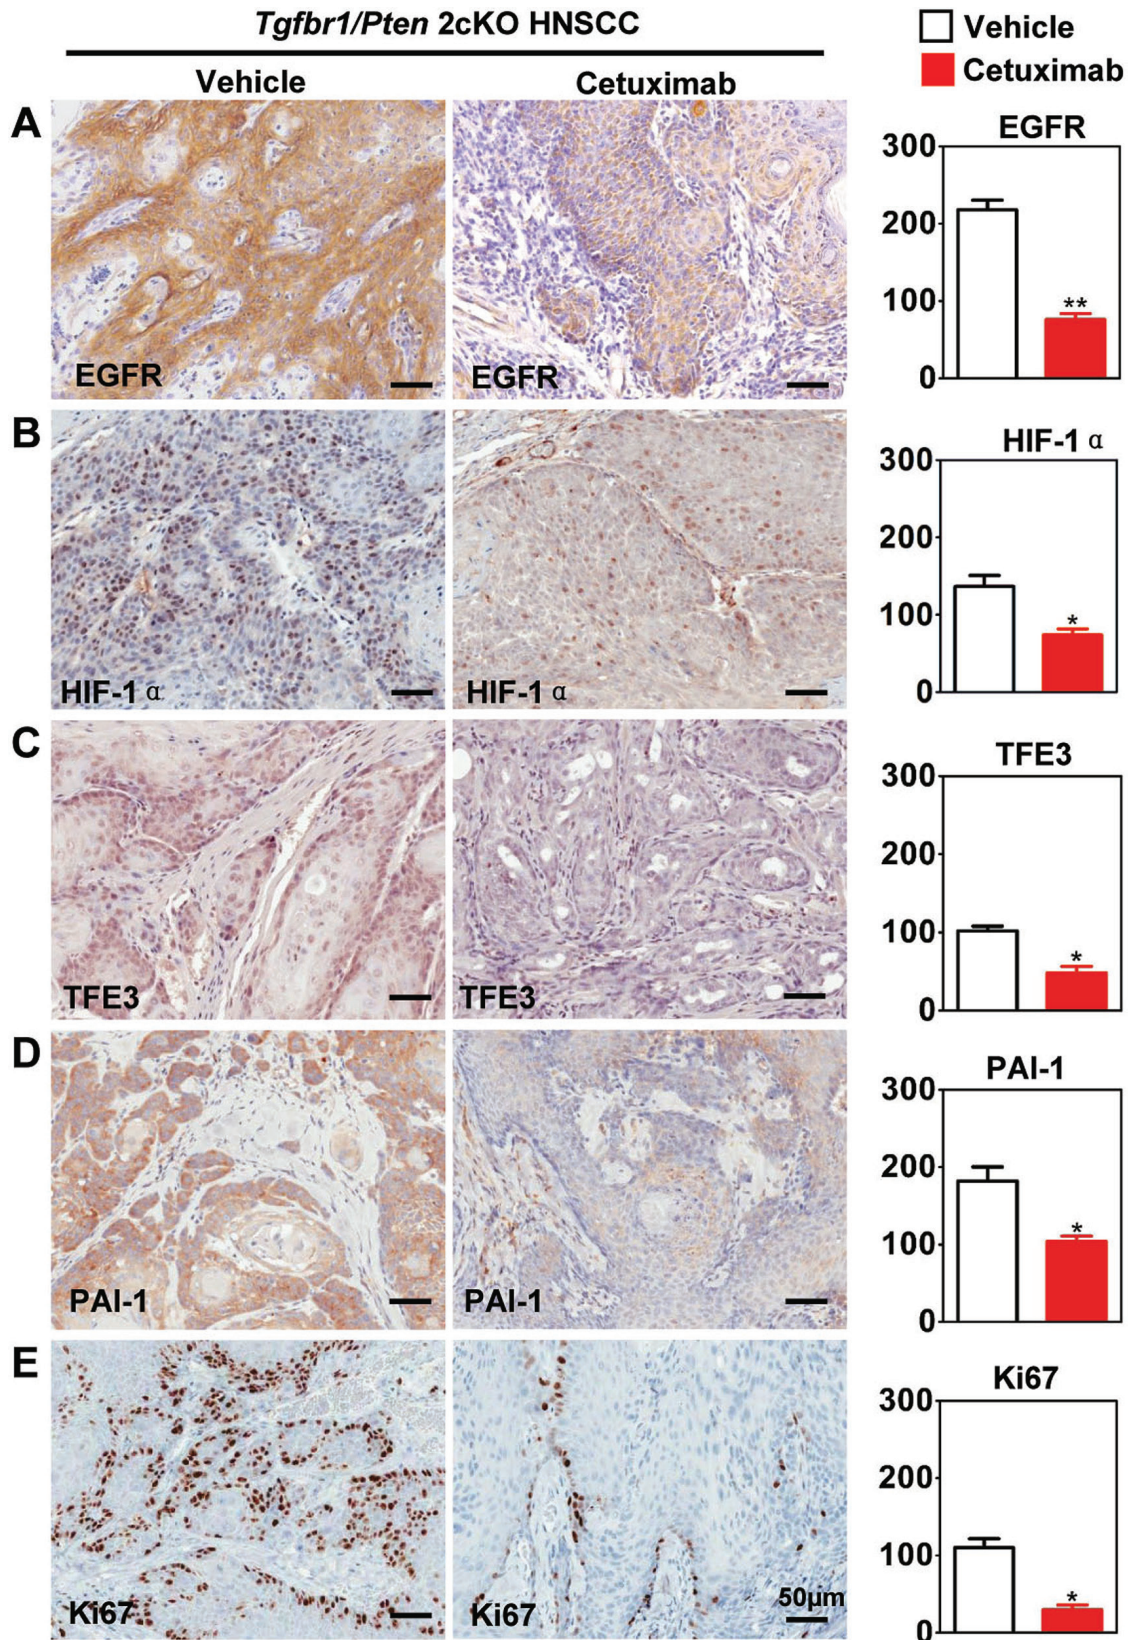 Tgfbr1/Pten 2cKO HNSCC
Vehicle
Cetuximab
Vehicle
Cetuximab
A
EGFR
EGFR
EGFR
300
200
100
0
**
B
HIF-1 α
HIF-1 α
HIF-1 α
300
200
100
0
*
C
TFE3
TFE3
TFE3
300
200
100
0
*
D
PAI-1
PAI-1
PAI-1
300
200
100
0
*
E
Ki67
Ki67
50μm
Ki67
300
200
100
0
*